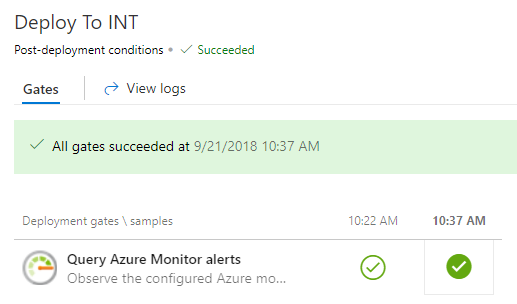 Deploy To INT
Post-deployment conditions • Succeeded
Gates View logs
All gates succeeded at 9/21/2018 10:37 AM
Deployment gates \ samples 10:22 AM 10:37 AM
Query Azure Monitor alerts
Observe the configured Azure mo...